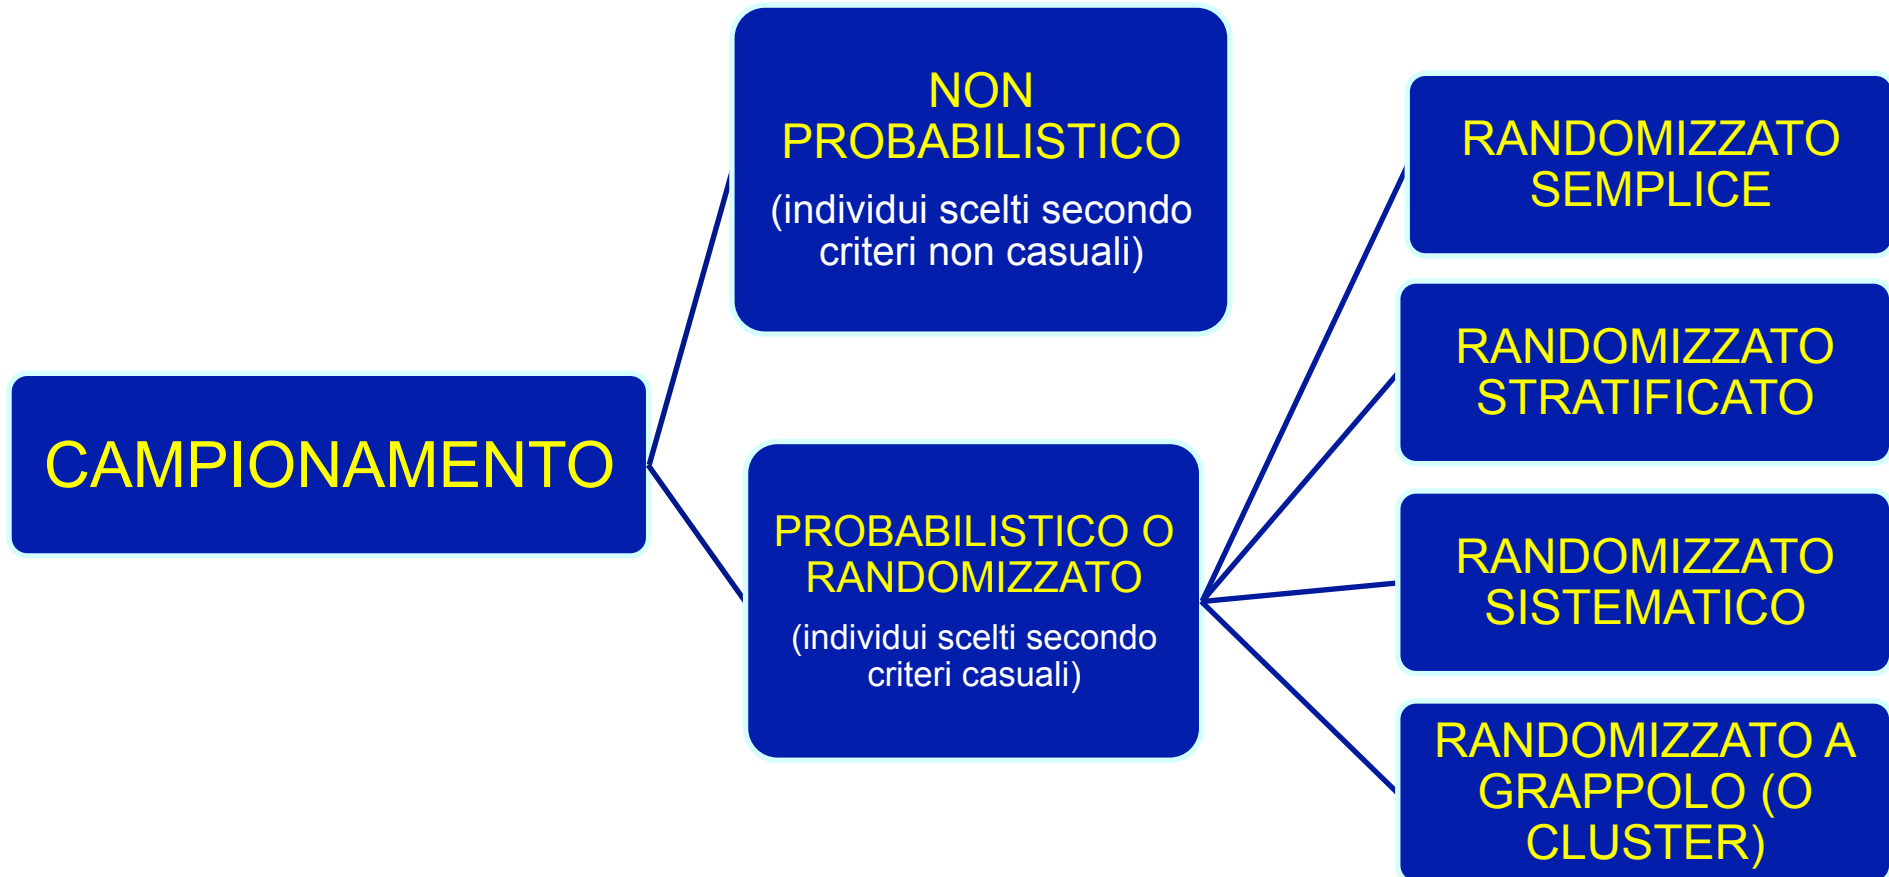 CAMPIONAMENTO
NON
PROBABILISTICO
(individui scelti secondo
criteri non casuali)
PROBABILISTICO O
RANDOMIZZATO
(individui scelti secondo
criteri casuali)
RANDOMIZZATO
SEMPLICE
RANDOMIZZATO
STRATIFICATO
RANDOMIZZATO
SISTEMATICO
RANDOMIZZATO A
GRAPPOLO (O
CLUSTER)